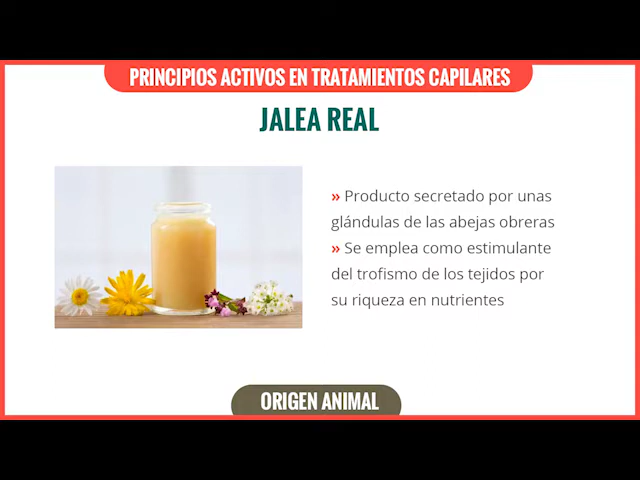 PRINCIPIOS ACTIVOS EN TRATAMIENTOS CAPILARES
JALEA REAL
» Producto secretado por unas
glándulas de las abejas obreras
» Se emplea como estimulante
del trofismo de los tejidos por
su riqueza en nutrientes
ORIGEN ANIMAL